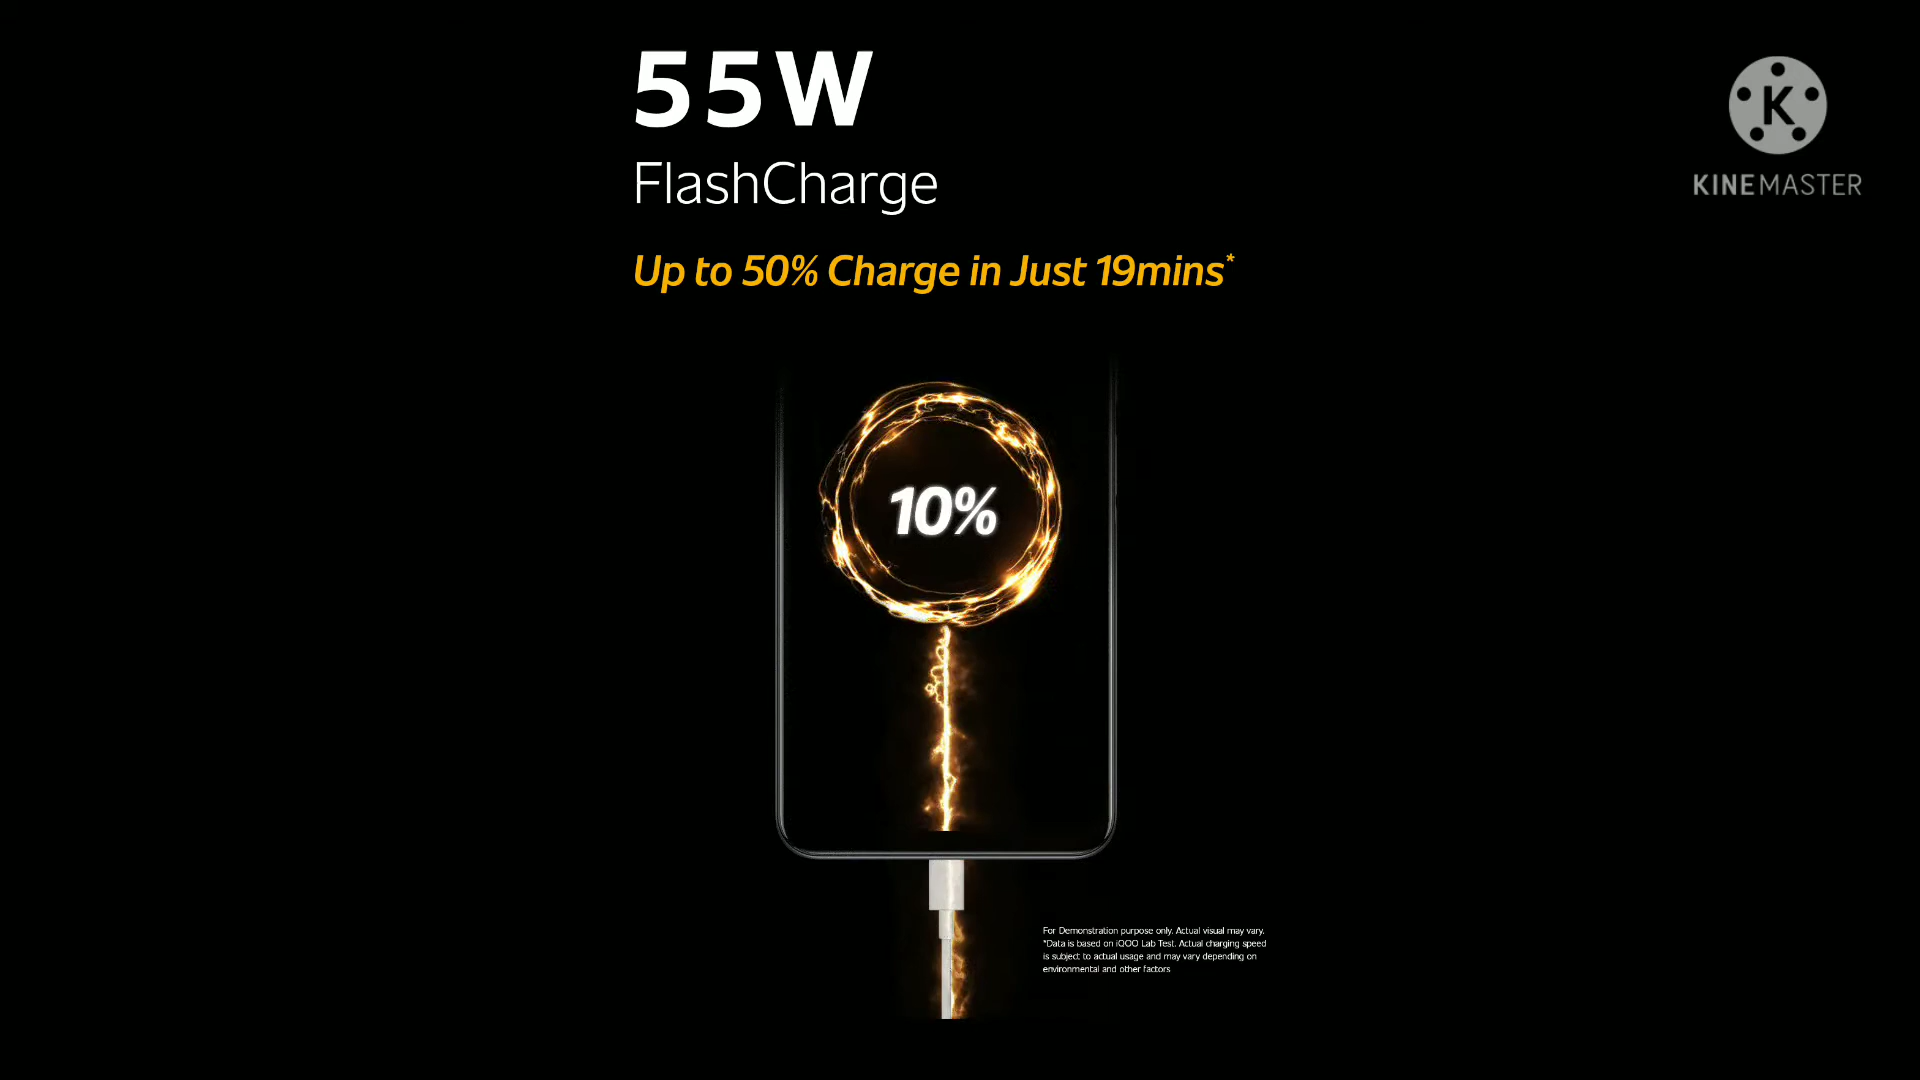 55W
FlashCharge
Up to 50% Charge in Just 19mins*
K
KINEMASTER
10%
For Demonstration purpose only. Actual visual may vary.
*Data is based on iQOO Lab Test. Actual charging speed
is subject to actual usage and may vary depending on
environmental and other factors